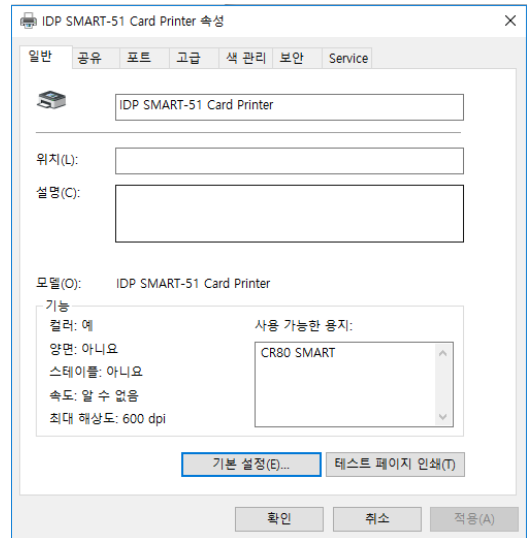 IDP SMART-51 Card Printer 속성
일반 공유 포트 고급 색 관리 보안 Service
IDP SMART-51 Card Printer
위치(L):
설명(C):
모델(O): IDP SMART-51 Card Printer
기능
컬러: 예
사용 가능한 용지:
양면: 아니요
CR80 SMART
스테이플: 아니요
속도: 알 수 없음
최대 해상도: 600 dpi
기본 설정(E)... 테스트 페이지 인쇄(T)
확인 취소 적용(A)